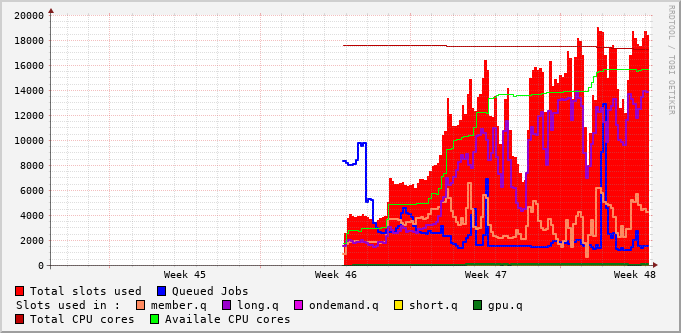 RRDTOOL / TOBI OETIKER
20000
18000
16000
14000
12000
10000
8000
6000
4000
2000
0
Week 45 Week 46 Week 47 Week 48
Total slots used Queued Jobs
Slots used in : member.q long.q ondemand.q short.q gpu.q
Total CPU cores Availale CPU cores